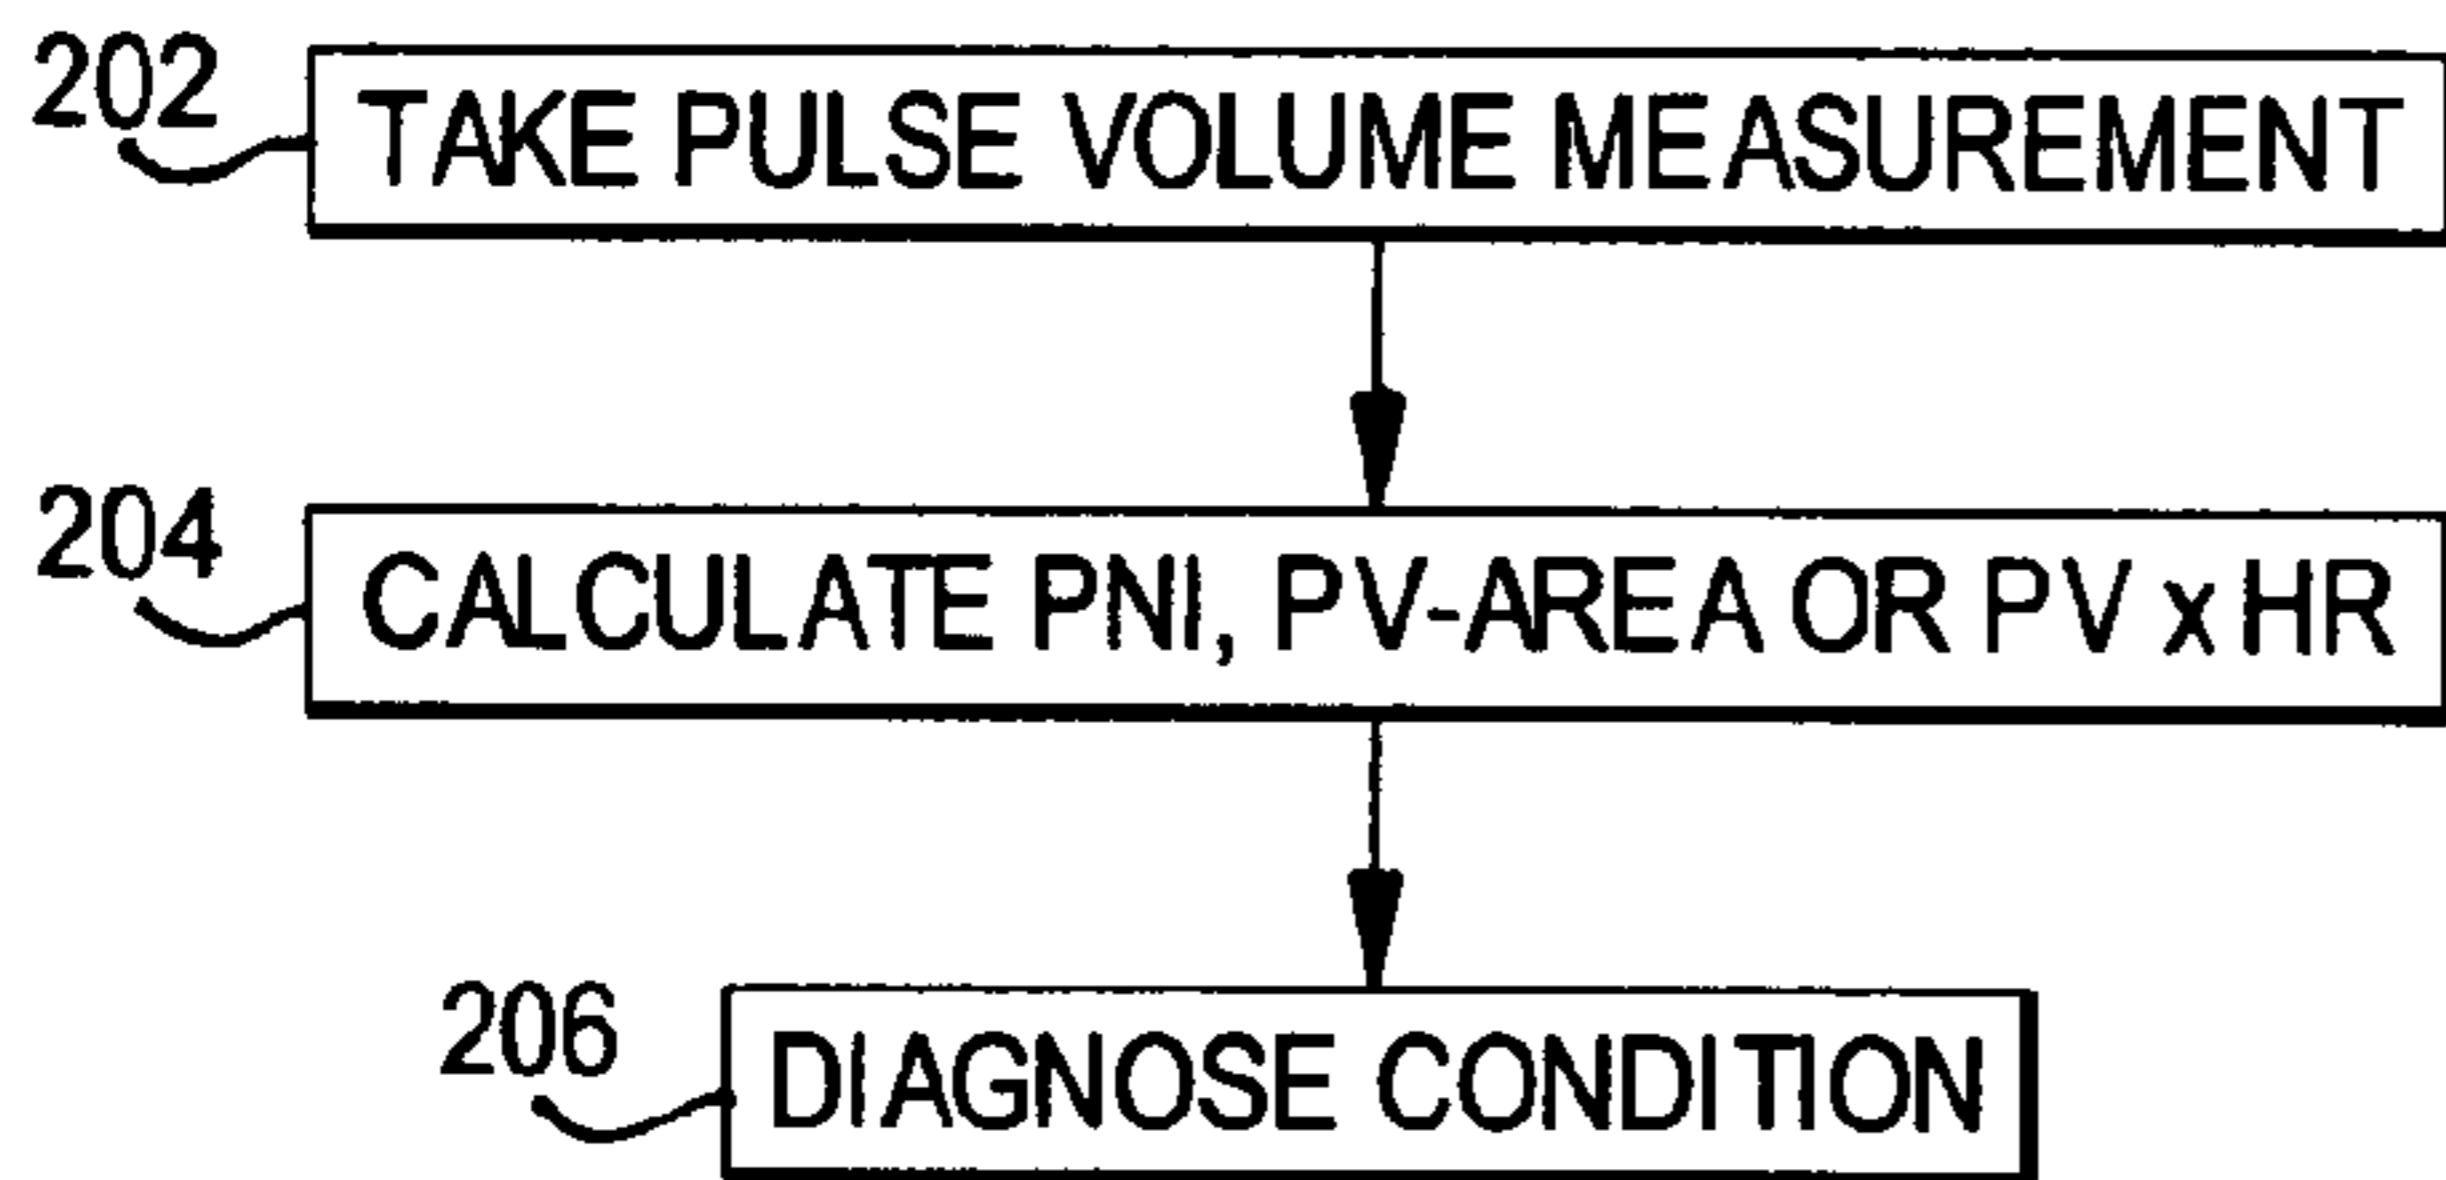 202
TAKE PULSE VOLUME MEASUREMENT
204
CALCULATE PNI, PV-AREA OR PV x HR
206
DIAGNOSE CONDITION